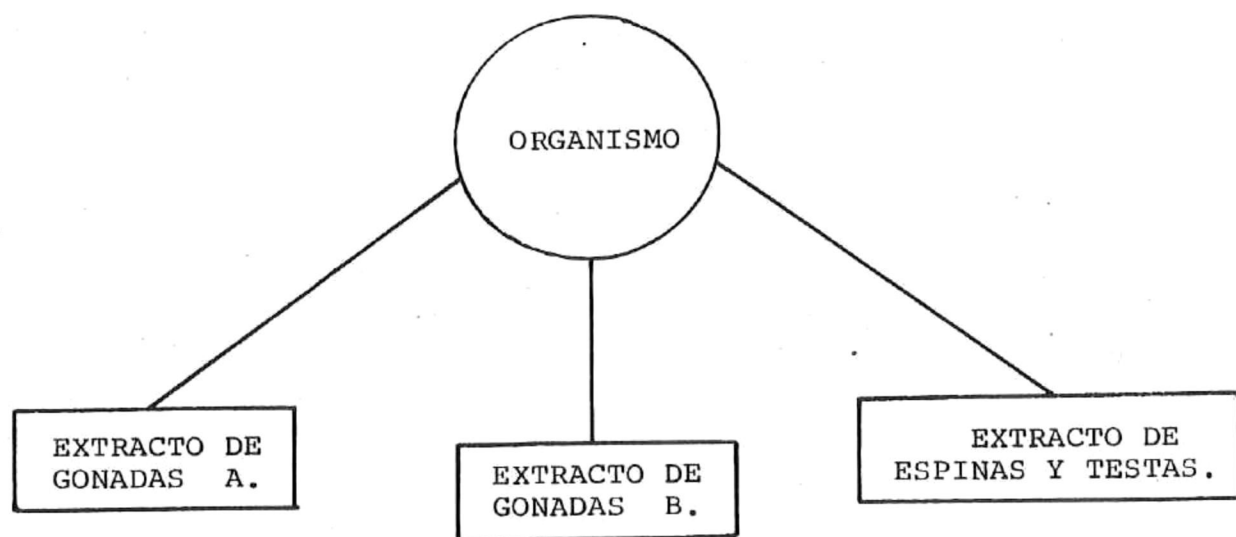 ORGANISMO
EXTRACTO DE
GONADAS A.
EXTRACTO DE
GONADAS B.
EXTRACTO DE
ESPINAS Y TESTAS.